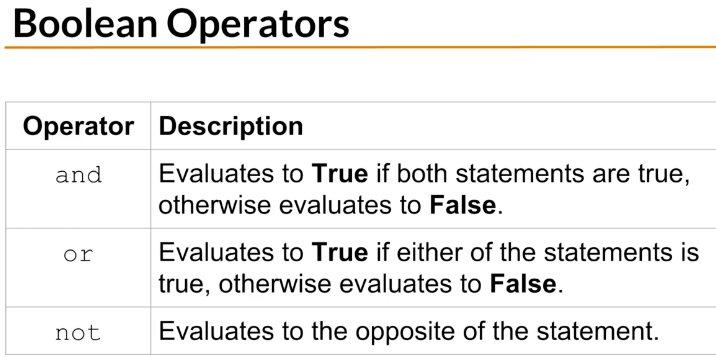 Boolean Operators
Operator Description
and Evaluates to True if both statements are true,
otherwise evaluates to False.
or Evaluates to True if either of the statements is
true, otherwise evaluates to False.
not Evaluates to the opposite of the statement.